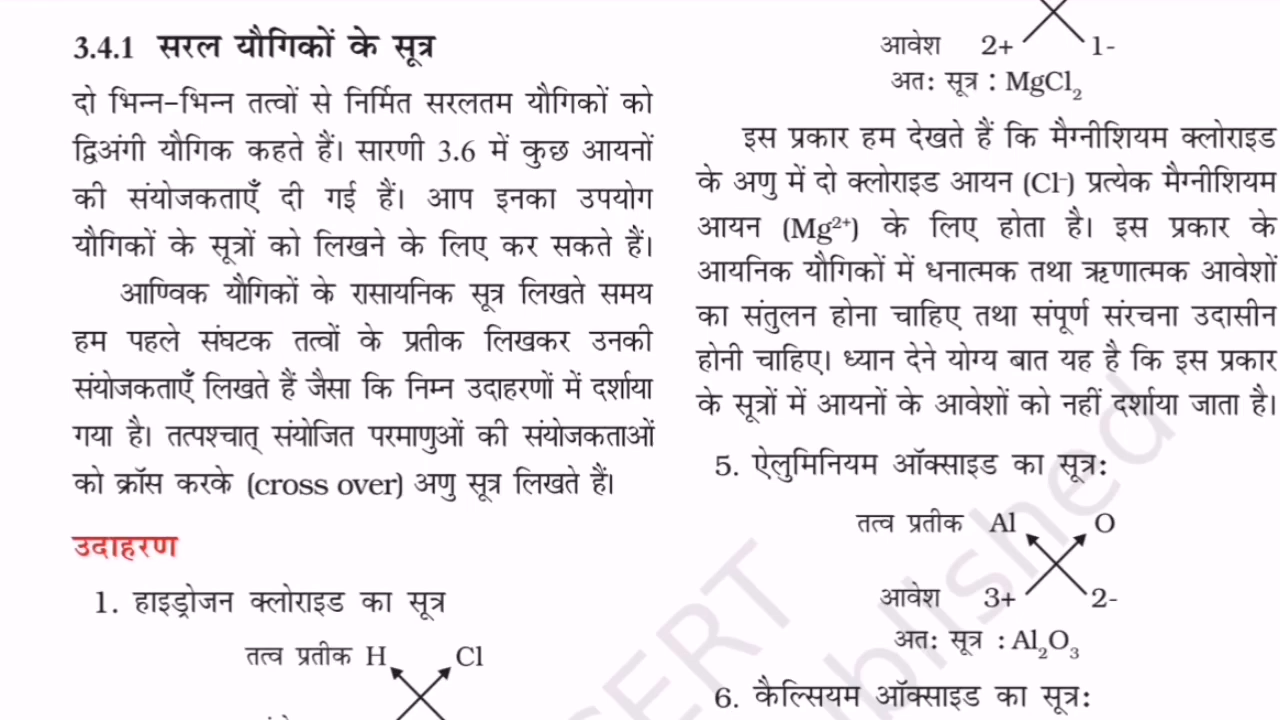 3.4.1 सरल यौगिकों के सूत्र
दो भिन्न-भिन्न तत्वों से निर्मित सरलतम यौगिकों को
द्विअंगी यौगिक कहते हैं। सारणी 3.6 में कुछ आयनों
की संयोजकताएँ दी गई हैं। आप इनका उपयोग
यौगिकों के सूत्रों को लिखने के लिए कर सकते हैं।
आण्विक यौगिकों के रासायनिक सूत्र लिखते समय
हम पहले संघटक तत्वों के प्रतीक लिखकर उनकी
संयोजकताएँ लिखते हैं जैसा कि निम्न उदाहरणों में दर्शाया
गया है। तत्पश्चात् संयोजित परमाणुओं की संयोजकताओं
को क्रॉस करके (cross over) अणु सूत्र लिखते हैं।
उदाहरण
1. हाइड्रोजन क्लोराइड का सूत्र
तत्व प्रतीक H Cl
आवेश 2+ 1-
अतः सूत्र : MgCl₂
इस प्रकार हम देखते हैं कि मैग्नीशियम क्लोराइड
के अणु में दो क्लोराइड आयन (Cl⁻) प्रत्येक मैग्नीशियम
आयन (Mg²⁺) के लिए होता है। इस प्रकार के
आयनिक यौगिकों में धनात्मक तथा ऋणात्मक आवेशों
का संतुलन होना चाहिए तथा संपूर्ण संरचना उदासीन
होनी चाहिए। ध्यान देने योग्य बात यह है कि इस प्रकार
के सूत्रों में आयनों के आवेशों को नहीं दर्शाया जाता है।
5. ऐलुमिनियम ऑक्साइड का सूत्र:
तत्व प्रतीक Al O
आवेश 3+ 2-
अतः सूत्र : Al₂O₃
6. कैल्सियम ऑक्साइड का सूत्र: